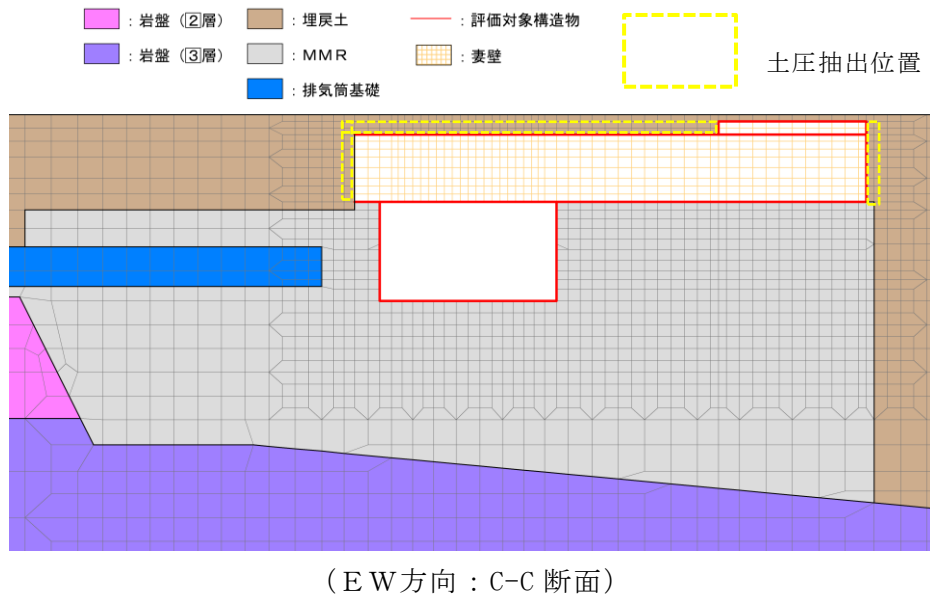 ：岩盤（2層） ：埋戻土 ：評価対象構造物
：岩盤（3層） ：ＭＭＲ ：妻壁
：排気筒基礎
土圧抽出位置
（ＥＷ方向：C-C 断面）